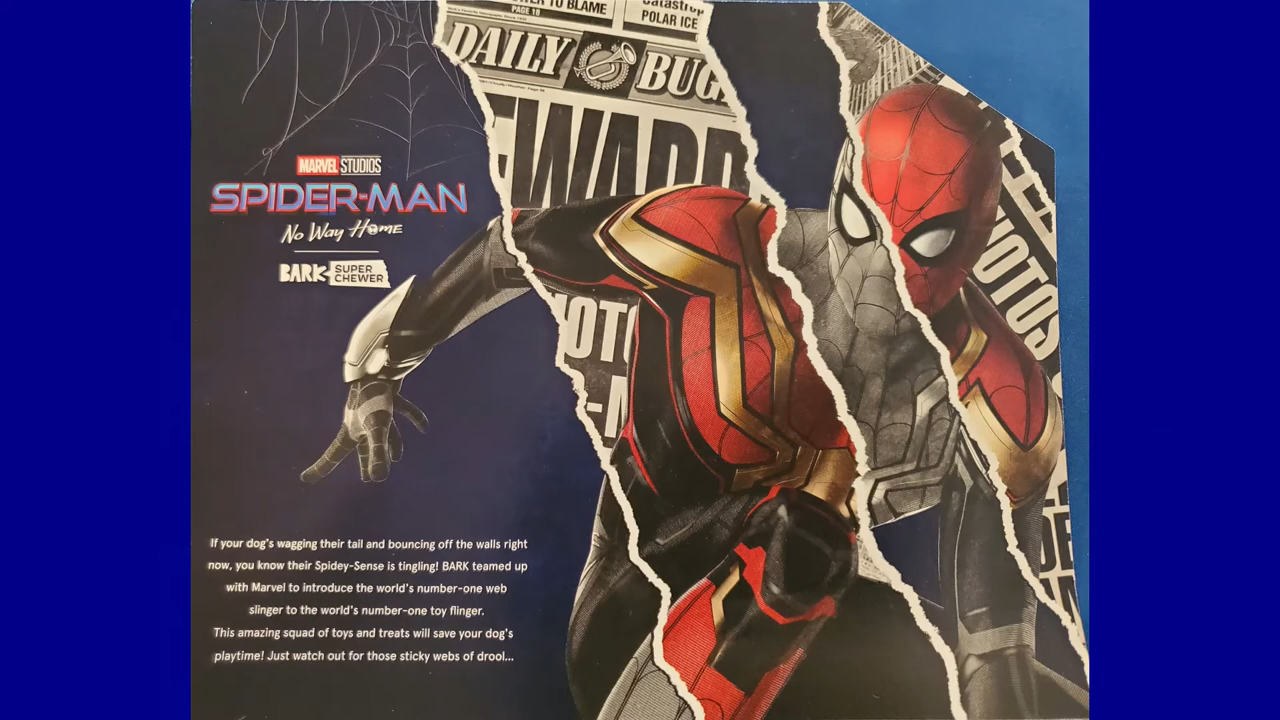 TO BLAME
PAGE 18
POLAR ICE
DAILY
MARVEL STUDIOS
SPIDER-MAN
No Way Home
BARK SUPER CHEWER
If your dog's wagging their tail and bouncing off the walls right
now, you know their Spidey-Sense is tingling! BARK teamed up
with Marvel to introduce the world's number-one web
slinger to the world's number-one toy flinger.
This amazing squad of toys and treats will save your dog's
playtime! Just watch out for those sticky webs of drool...